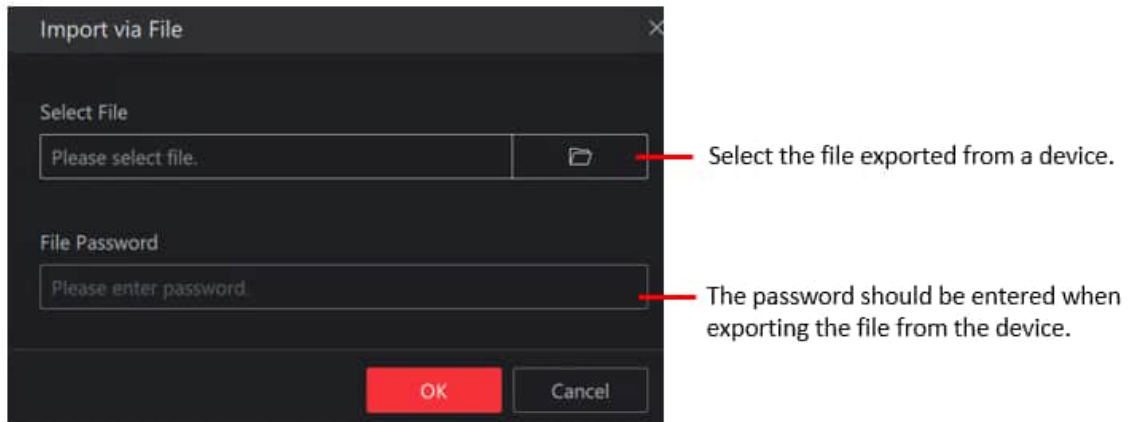 Import via File
Select File
Please select file.
Select the file exported from a device.
File Password
Please enter password.
The password should be entered when
exporting the file from the device.
OK
Cancel